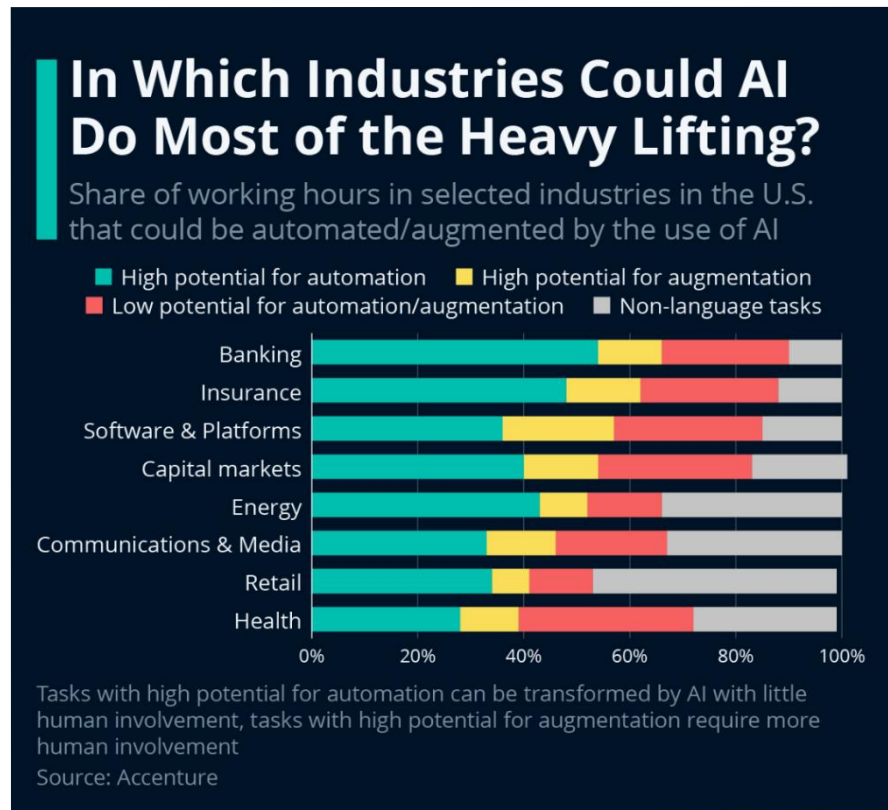 In Which Industries Could AI
Do Most of the Heavy Lifting?
Share of working hours in selected industries in the U.S.
that could be automated/augmented by the use of AI
High potential for automation High potential for augmentation
Low potential for automation/augmentation Non-language tasks
Banking
Insurance
Software & Platforms
Capital markets
Energy
Communications & Media
Retail
Health
0% 20% 40% 60% 80% 100%
Tasks with high potential for automation can be transformed by AI with little
human involvement, tasks with high potential for augmentation require more
human involvement
Source: Accenture